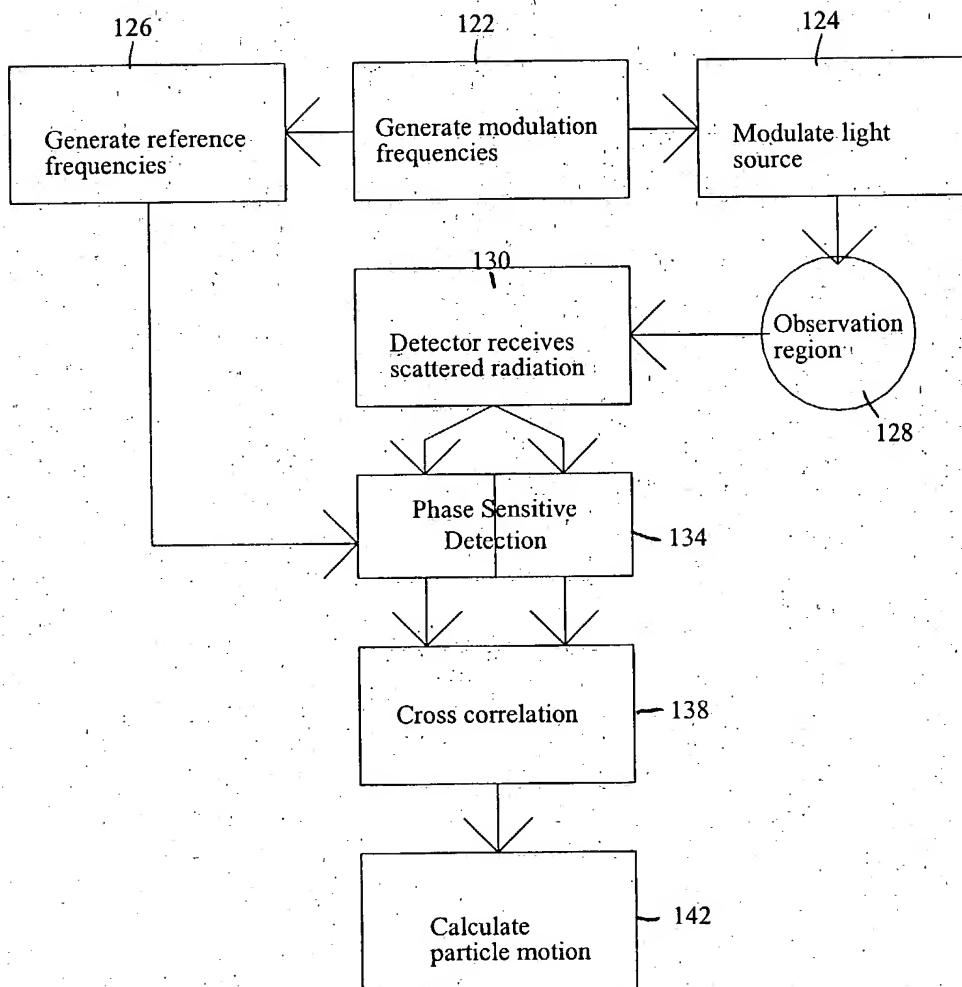 126
122
124
Generate reference
frequencies
Generate modulation
frequencies
Modulate light
source
130
Detector receives
scattered radiation
Observation
region
128
Phase Sensitive
Detection
134
Cross correlation
138
Calculate
particle motion
142